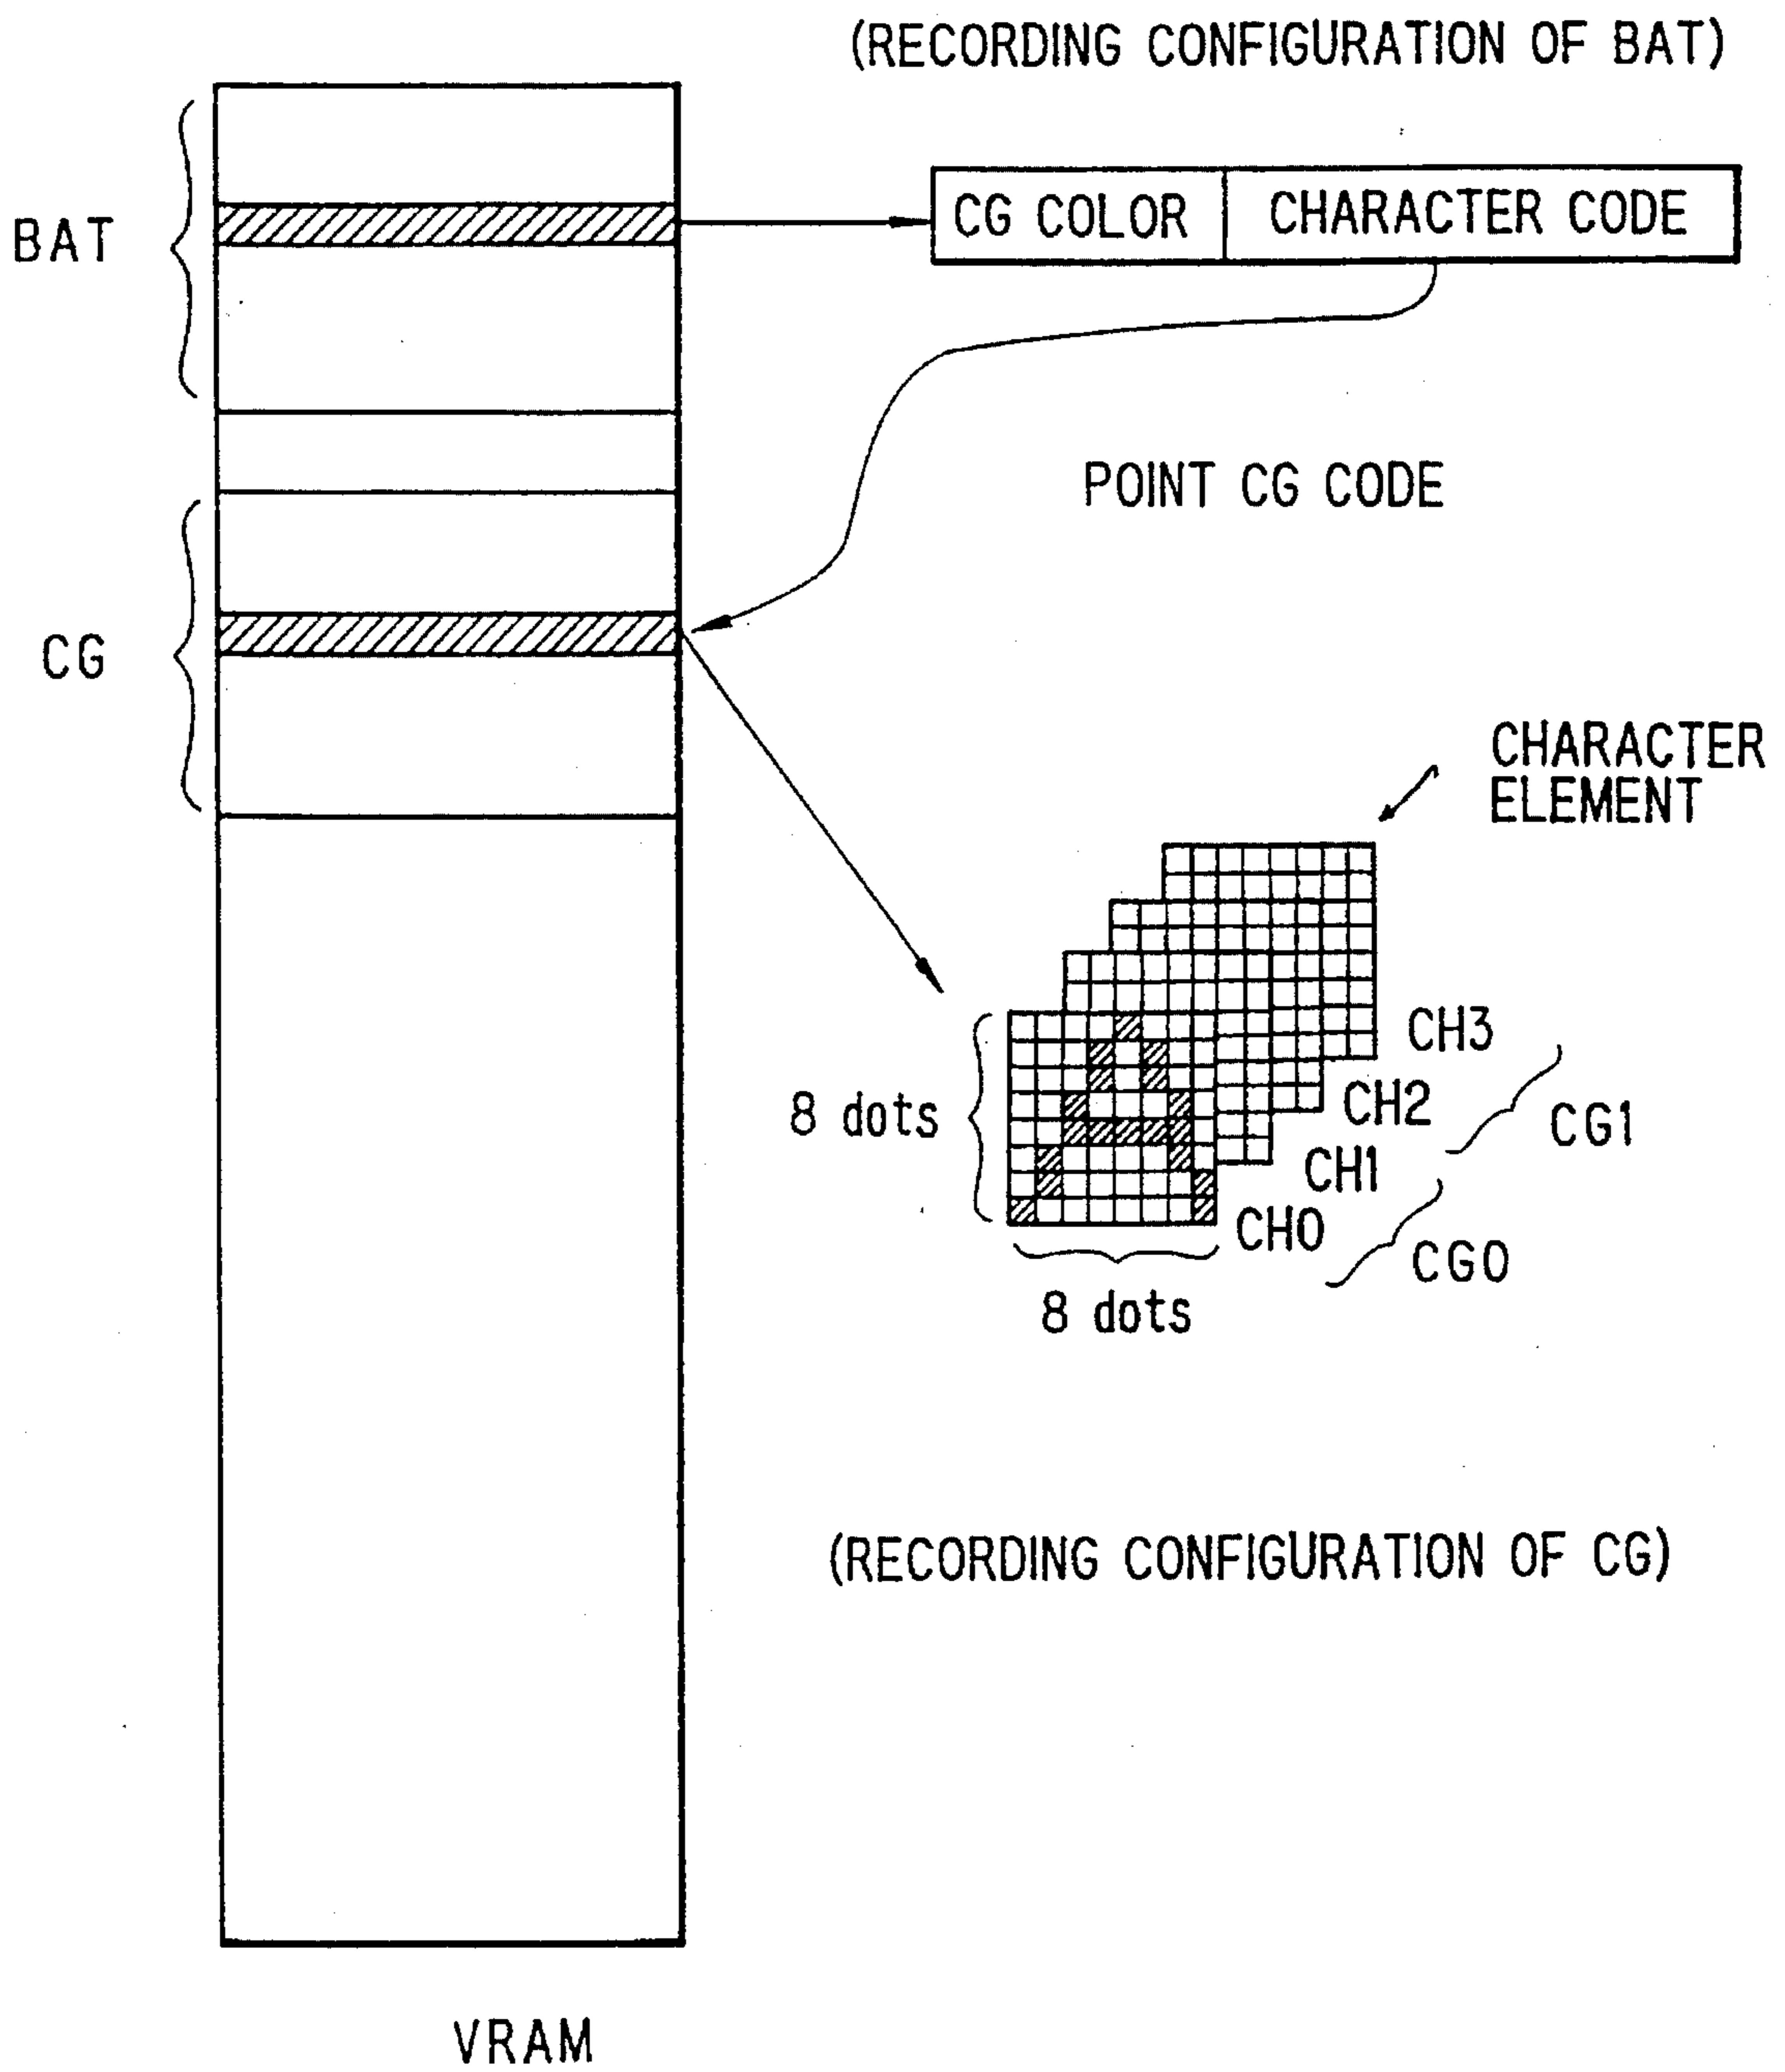 (RECORDING CONFIGURATION OF BAT)
BAT
CG COLOR
CHARACTER CODE
POINT CG CODE
CG
CHARACTER
ELEMENT
CH3
8 dots
CH2
CG1
CH1
CH0
CG0
8 dots
(RECORDING CONFIGURATION OF CG)
VRAM